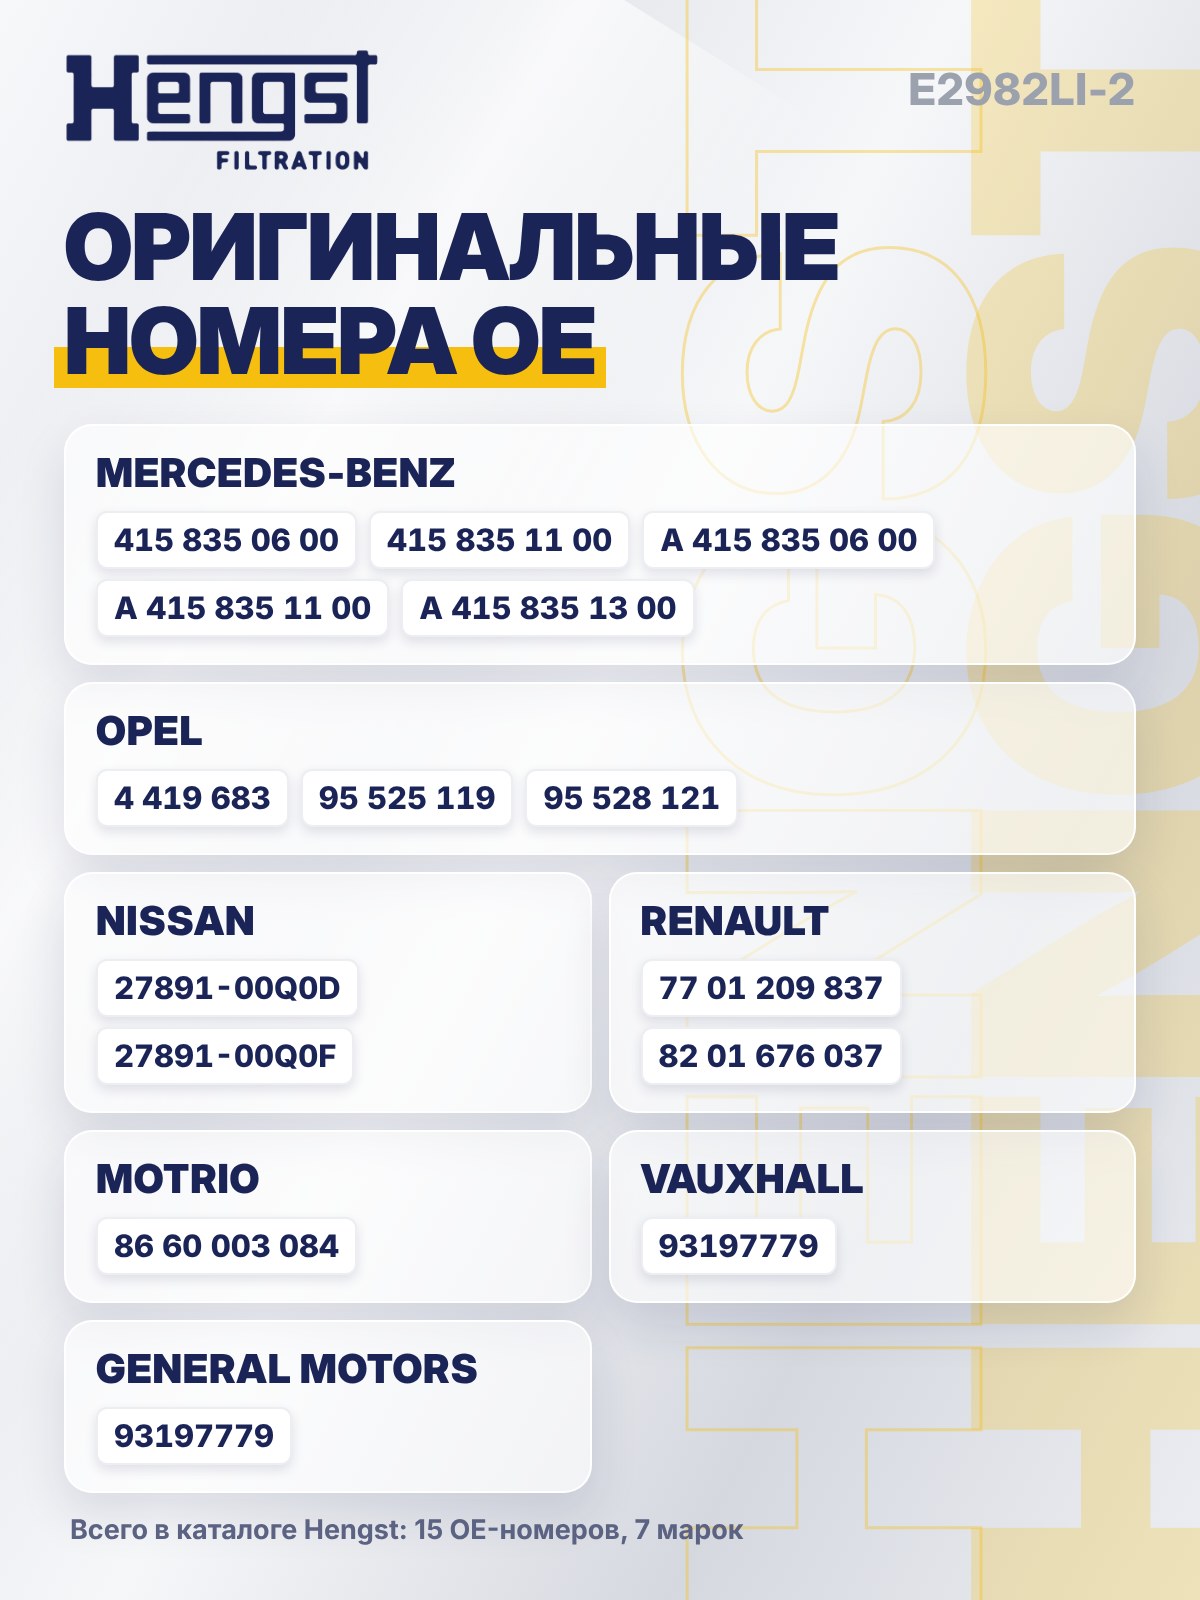 Hengst
FILTRATION
E2982LI-2
ОРИГИНАЛЬНЫЕ
НОМЕРА ОЕ
MERCEDES-BENZ
415 835 06 00
415 835 11 00
A 415 835 06 00
A 415 835 11 00
A 415 835 13 00
OPEL
4 419 683
95 525 119
95 528 121
NISSAN
27891-00Q0D
27891-00Q0F
RENAULT
77 01 209 837
82 01 676 037
MOTRIO
86 60 003 084
VAUXHALL
93197779
GENERAL MOTORS
93197779
Всего в каталоге Hengst: 15 ОЕ-номеров, 7 марок
HENGST
HENGST